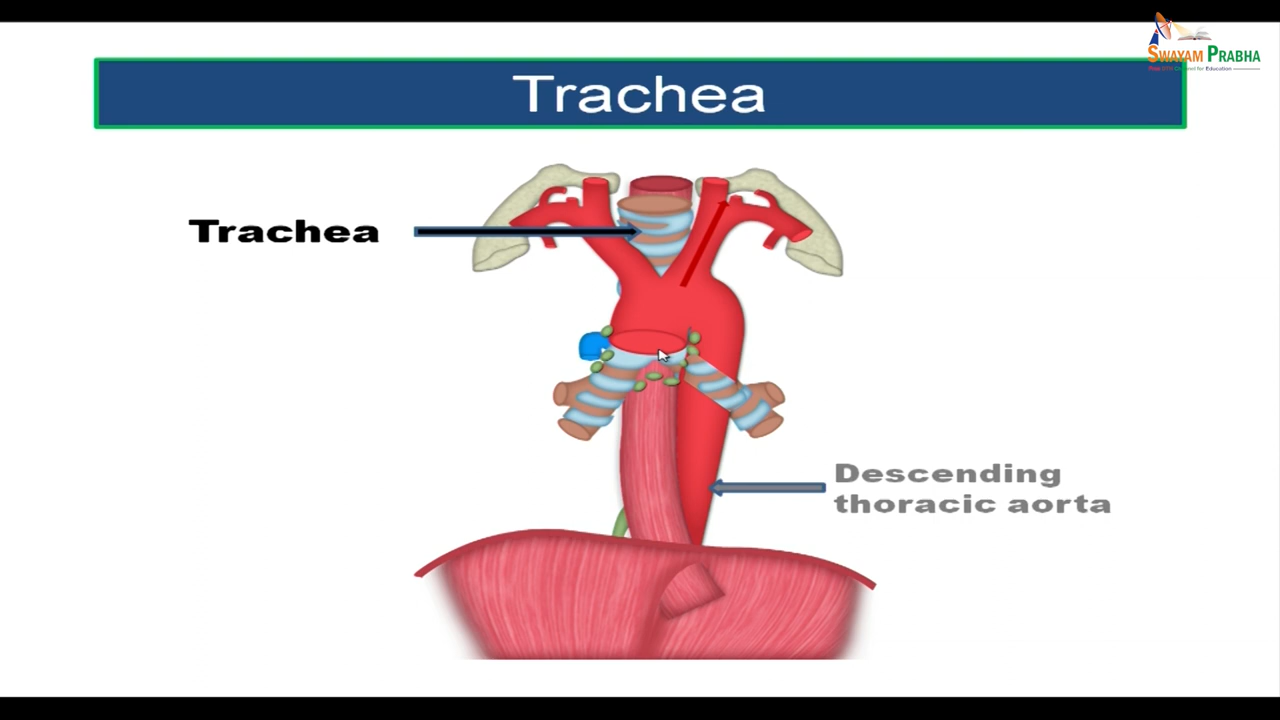 SWAYAM PRABHA
Trachea
Trachea
Descending
thoracic aorta